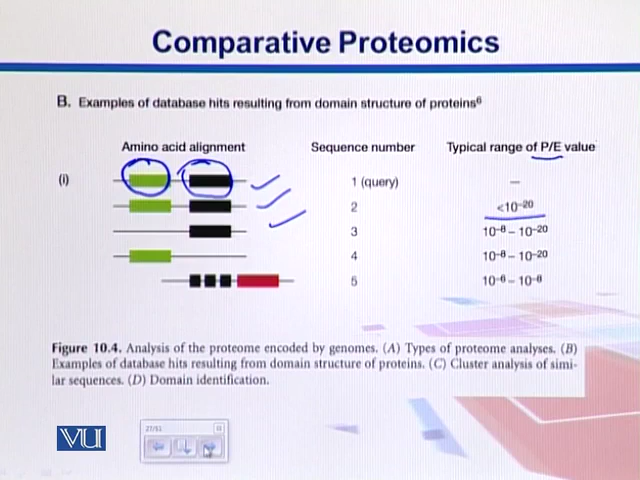 Comparative Proteomics
B. Examples of database hits resulting from domain structure of proteins6
Amino acid alignment Sequence number Typical range of P/E value
(i) 1 (query) –
2 <10–20
3 10–8 – 10–20
4 10–8 – 10–20
5 10–6 – 10–8
Figure 10.4. Analysis of the proteome encoded by genomes. (A) Types of proteome analyses. (B)
Examples of database hits resulting from domain structure of proteins. (C) Cluster analysis of simi-
lar sequences. (D) Domain identification.
VU
27/51